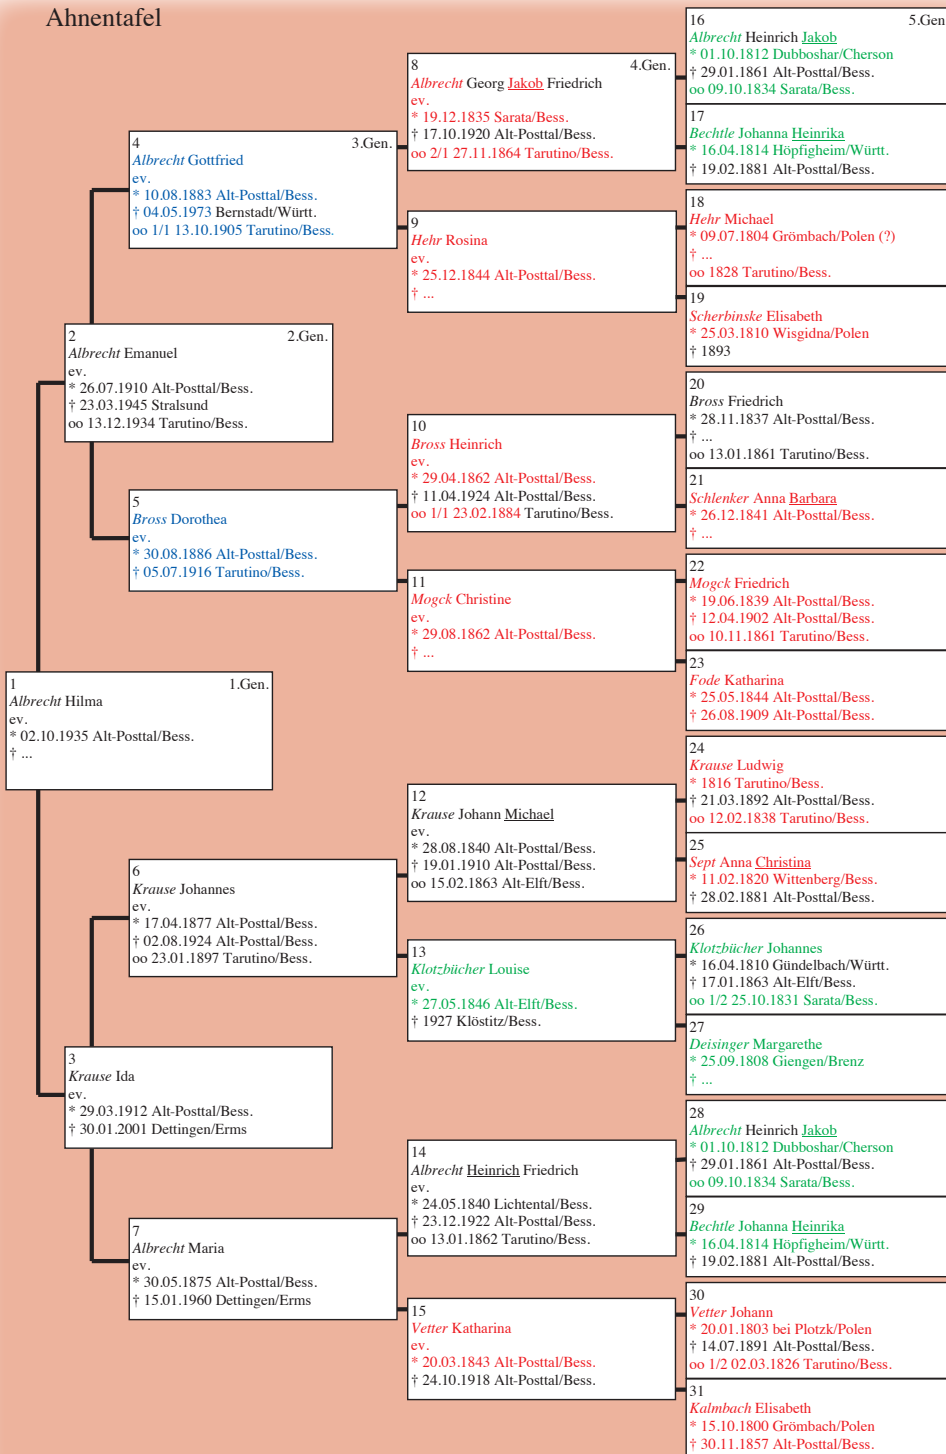 Ahnentafel
1 1.Gen.
Albrecht Hilma
ev.
* 02.10.1935 Alt-Posttal/Bess.
† ...
2 2.Gen.
Albrecht Emanuel
ev.
* 26.07.1910 Alt-Posttal/Bess.
† 23.03.1945 Stralsund
oo 13.12.1934 Tarutino/Bess.
3
Krause Ida
ev.
* 29.03.1912 Alt-Posttal/Bess.
† 30.01.2001 Dettingen/Erms
4 3.Gen.
Albrecht Gottfried
ev.
* 10.08.1883 Alt-Posttal/Bess.
† 04.05.1973 Bernstadt/Württ.
oo 1/1 13.10.1905 Tarutino/Bess.
5
Bross Dorothea
ev.
* 30.08.1886 Alt-Posttal/Bess.
† 05.07.1916 Tarutino/Bess.
6
Krause Johannes
ev.
* 17.04.1877 Alt-Posttal/Bess.
† 02.08.1924 Alt-Posttal/Bess.
oo 23.01.1897 Tarutino/Bess.
7
Albrecht Maria
ev.
* 30.05.1875 Alt-Posttal/Bess.
† 15.01.1960 Dettingen/Erms
8 4.Gen.
Albrecht Georg Jakob Friedrich
ev.
* 19.12.1835 Sarata/Bess.
† 17.10.1920 Alt-Posttal/Bess.
oo 2/1 27.11.1864 Tarutino/Bess.
9
Hehr Rosina
ev.
* 25.12.1844 Alt-Posttal/Bess.
† ...
10
Bross Heinrich
ev.
* 29.04.1862 Alt-Posttal/Bess.
† 11.04.1924 Alt-Posttal/Bess.
oo 1/1 23.02.1884 Tarutino/Bess.
11
Mogck Christine
ev.
* 29.08.1862 Alt-Posttal/Bess.
† ...
12
Krause Johann Michael
ev.
* 28.08.1840 Alt-Posttal/Bess.
† 19.01.1910 Alt-Posttal/Bess.
oo 15.02.1863 Alt-Elft/Bess.
13
Klotzbücher Louise
ev.
* 27.05.1846 Alt-Elft/Bess.
† 1927 Klöstitz/Bess.
14
Albrecht Heinrich Friedrich
ev.
* 24.05.1840 Lichtental/Bess.
† 23.12.1922 Alt-Posttal/Bess.
oo 13.01.1862 Tarutino/Bess.
15
Vetter Katharina
ev.
* 20.03.1843 Alt-Posttal/Bess.
† 24.10.1918 Alt-Posttal/Bess.
16 5.Gen
Albrecht Heinrich Jakob
* 01.10.1812 Dubboshar/Cherson
† 29.01.1861 Alt-Posttal/Bess.
oo 09.10.1834 Sarata/Bess.
17
Bechtle Johanna Heinrika
* 16.04.1814 Höpfigheim/Württ.
† 19.02.1881 Alt-Posttal/Bess.
18
Hehr Michael
* 09.07.1804 Grömbach/Polen (?)
† ...
oo 1828 Tarutino/Bess.
19
Scherbinske Elisabeth
* 25.03.1810 Wisgidna/Polen
† 1893
20
Bross Friedrich
* 28.11.1837 Alt-Posttal/Bess.
† ...
oo 13.01.1861 Tarutino/Bess.
21
Schlenker Anna Barbara
* 26.12.1841 Alt-Posttal/Bess.
† ...
22
Mogck Friedrich
* 19.06.1839 Alt-Posttal/Bess.
† 12.04.1902 Alt-Posttal/Bess.
oo 10.11.1861 Tarutino/Bess.
23
Fode Katharina
* 25.05.1844 Alt-Posttal/Bess.
† 26.08.1909 Alt-Posttal/Bess.
24
Krause Ludwig
* 1816 Tarutino/Bess.
† 21.03.1892 Alt-Posttal/Bess.
oo 12.02.1838 Tarutino/Bess.
25
Sept Anna Christina
* 11.02.1820 Wittenberg/Bess.
† 28.02.1881 Alt-Posttal/Bess.
26
Klotzbücher Johannes
* 16.04.1810 Gündelbach/Württ.
† 17.01.1863 Alt-Elft/Bess.
oo 1/2 25.10.1831 Sarata/Bess.
27
Deisinger Margarethe
* 25.09.1808 Giengen/Brenz
† ...
28
Albrecht Heinrich Jakob
* 01.10.1812 Dubboshar/Cherson
† 29.01.1861 Alt-Posttal/Bess.
oo 09.10.1834 Sarata/Bess.
29
Bechtle Johanna Heinrika
* 16.04.1814 Höpfigheim/Württ.
† 19.02.1881 Alt-Posttal/Bess.
30
Vetter Johann
* 20.01.1803 bei Plotzk/Polen
† 14.07.1891 Alt-Posttal/Bess.
oo 1/2 02.03.1826 Tarutino/Bess.
31
Kalmbach Elisabeth
* 15.10.1800 Grömbach/Polen
† 30.11.1857 Alt-Posttal/Bess.